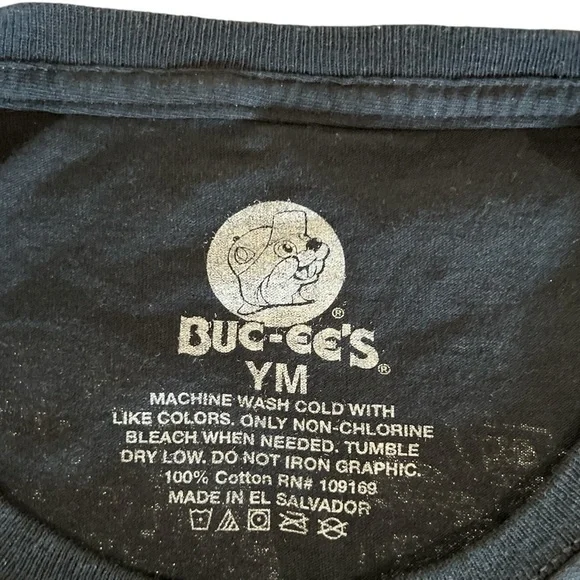 ®
BUC-EE'S®
YM
MACHINE WASH COLD WITH
LIKE COLORS. ONLY NON-CHLORINE
BLEACH WHEN NEEDED. TUMBLE
DRY LOW. DO NOT IRON GRAPHIC.
100% Cotton RN# 109169
MADE IN EL SALVADOR